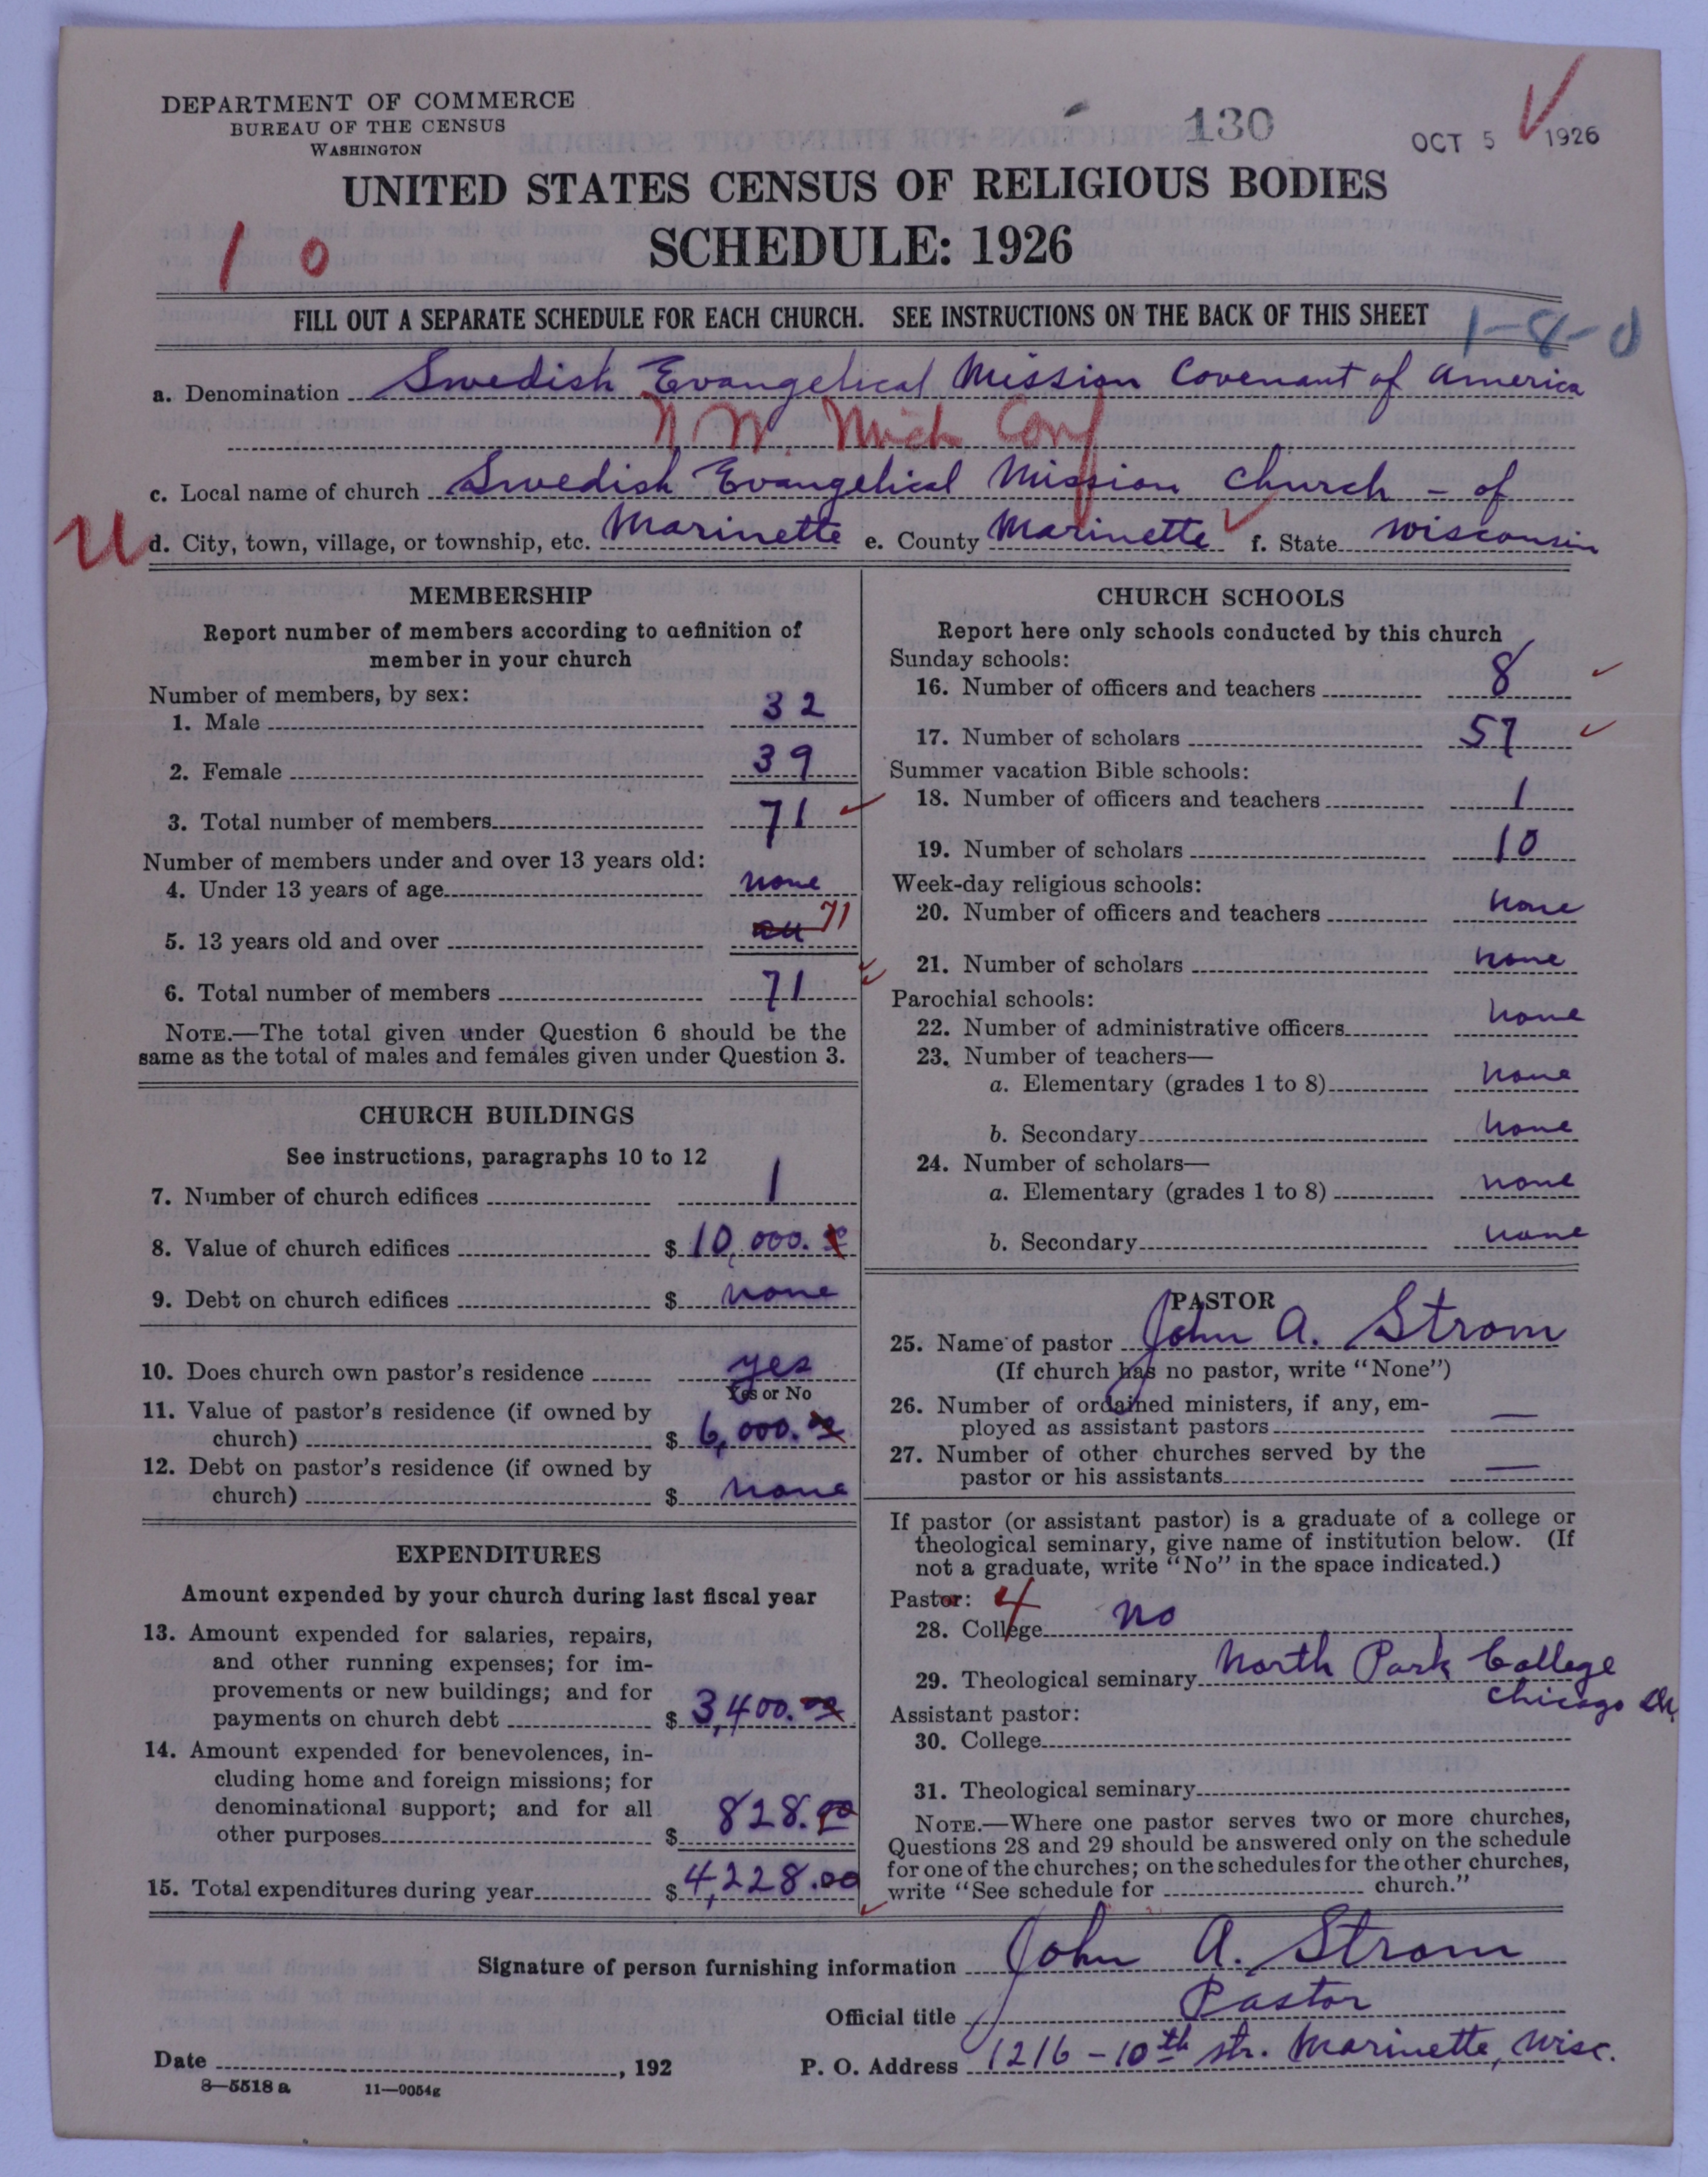 DEPARTMENT OF COMMERCE
BUREAU OF THE CENSUS
WASHINGTON
130
OCT 5 1926
UNITED STATES CENSUS OF RELIGIOUS BODIES
SCHEDULE: 1926
1 0
FILL OUT A SEPARATE SCHEDULE FOR EACH CHURCH. SEE INSTRUCTIONS ON THE BACK OF THIS SHEET
1-8-0
a. Denomination Swedish Evangelical Mission Covenant of America
N. W. Mich Conf
c. Local name of church Swedish Evangelical Mission Church - of
U
d. City, town, village, or township, etc. Marinette e. County Marinette f. State Wisconsin
MEMBERSHIP
Report number of members according to definition of
member in your church
Number of members, by sex:
1. Male 32
2. Female 39
3. Total number of members 71
Number of members under and over 13 years old:
4. Under 13 years of age none
5. 13 years old and over all 71
6. Total number of members 71
NOTE.—The total given under Question 6 should be the
same as the total of males and females given under Question 3.
CHURCH BUILDINGS
See instructions, paragraphs 10 to 12
7. Number of church edifices 1
8. Value of church edifices $ 10,000.00
9. Debt on church edifices $ none
10. Does church own pastor's residence yes
Yes or No
11. Value of pastor's residence (if owned by
church) $ 6,000.00
12. Debt on pastor's residence (if owned by
church) $ none
EXPENDITURES
Amount expended by your church during last fiscal year
13. Amount expended for salaries, repairs,
and other running expenses; for im-
provements or new buildings; and for
payments on church debt $ 3,400.00
14. Amount expended for benevolences, in-
cluding home and foreign missions; for
denominational support; and for all
other purposes $ 828.00
15. Total expenditures during year $ 4,228.00
CHURCH SCHOOLS
Report here only schools conducted by this church
Sunday schools:
16. Number of officers and teachers 8
17. Number of scholars 57
Summer vacation Bible schools:
18. Number of officers and teachers 1
19. Number of scholars 10
Week-day religious schools:
20. Number of officers and teachers none
21. Number of scholars none
Parochial schools:
22. Number of administrative officers none
23. Number of teachers—
a. Elementary (grades 1 to 8) none
b. Secondary none
24. Number of scholars—
a. Elementary (grades 1 to 8) none
b. Secondary none
PASTOR
25. Name of pastor John A. Strom
(If church has no pastor, write "None")
26. Number of ordained ministers, if any, em-
ployed as assistant pastors —
27. Number of other churches served by the
pastor or his assistants —
If pastor (or assistant pastor) is a graduate of a college or
theological seminary, give name of institution below. (If
not a graduate, write "No" in the space indicated.)
Pastor: 4
28. College No
29. Theological seminary North Park College
Chicago Ill.
Assistant pastor:
30. College
31. Theological seminary
NOTE.—Where one pastor serves two or more churches,
Questions 28 and 29 should be answered only on the schedule
for one of the churches; on the schedules for the other churches,
write "See schedule for church."
Signature of person furnishing information John A. Strom
Official title Pastor
Date , 192 P. O. Address 1216 - 10th str. Marinette, Wisc.
8—5518 a 11—9054g